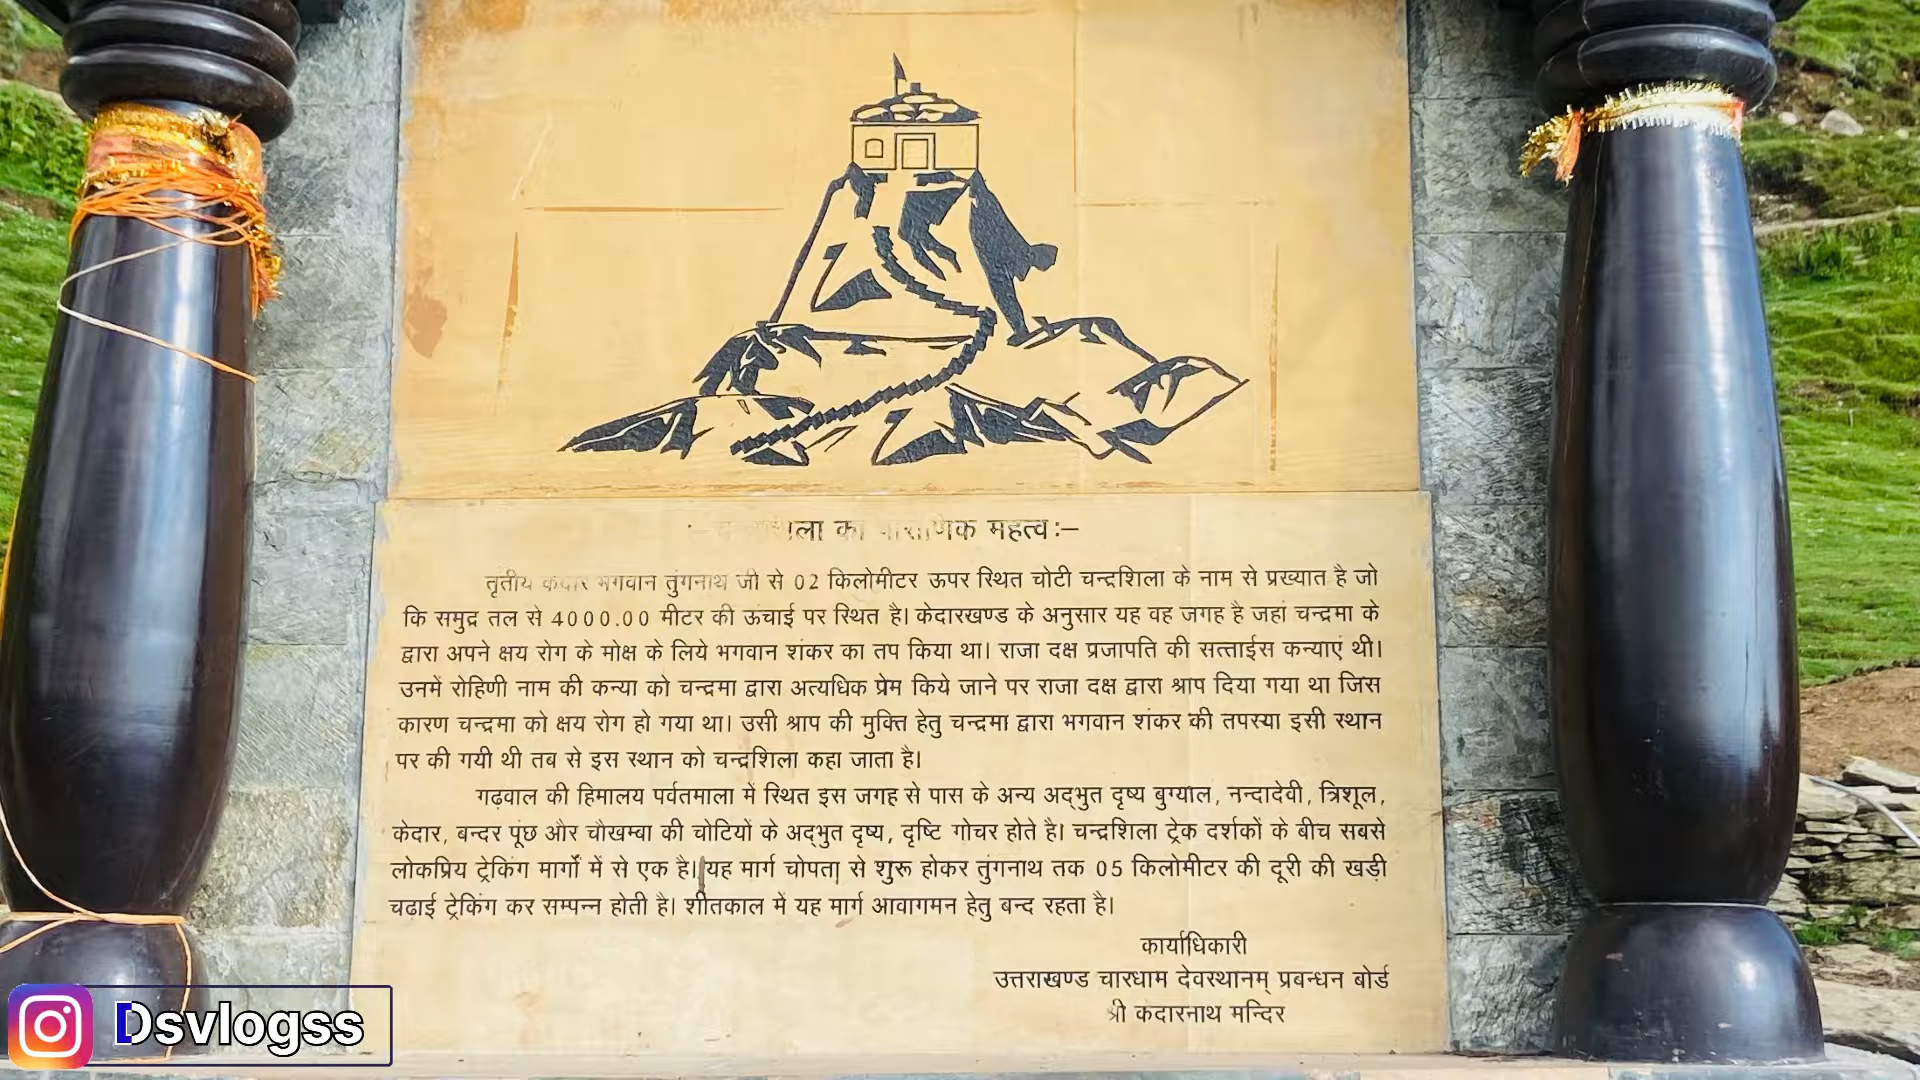 महत्व:–
तृतीय केदार भगवान तुंगनाथ जी से 02 किलोमीटर ऊपर स्थित चोटी चन्द्रशिला के नाम से प्रख्यात है जो
कि समुद्र तल से 4000.00 मीटर की ऊंचाई पर स्थित है। केदारखण्ड के अनुसार यह वह जगह है जहां चन्द्रमा के
द्वारा अपने क्षय रोग के मोक्ष के लिये भगवान शंकर का तप किया था। राजा दक्ष प्रजापति की सत्ताईस कन्याएं थी।
उनमें रोहिणी नाम की कन्या को चन्द्रमा द्वारा अत्यधिक प्रेम किये जाने पर राजा दक्ष द्वारा श्राप दिया गया था जिस
कारण चन्द्रमा को क्षय रोग हो गया था। उसी श्राप की मुक्ति हेतु चन्द्रमा द्वारा भगवान शंकर की तपस्या इसी स्थान
पर की गयी थी तब से इस स्थान को चन्द्रशिला कहा जाता है।
गढ़वाल की हिमालय पर्वतमाला में स्थित इस जगह से पास के अन्य अद्‌भुत दृष्य बुग्याल, नन्दादेवी, त्रिशूल,
केदार, बन्दर पूंछ और चौखम्बा की चोटियों के अद्‌भुत दृष्य, दृष्टि गोचर होते है। चन्द्रशिला ट्रेक दर्शकों के बीच सबसे
लोकप्रिय ट्रेकिंग मार्गों में से एक है। यह मार्ग चोपता से शुरू होकर तुंगनाथ तक 05 किलोमीटर की दूरी की खड़ी
चढ़ाई ट्रेकिंग कर सम्पन्न होती है। शीतकाल में यह मार्ग आवागमन हेतु बन्द रहता है।
कार्याधिकारी
उत्तराखण्ड चारधाम देवस्थानम् प्रबन्धन बोर्ड
श्री केदारनाथ मन्दिर
Dsvlogss